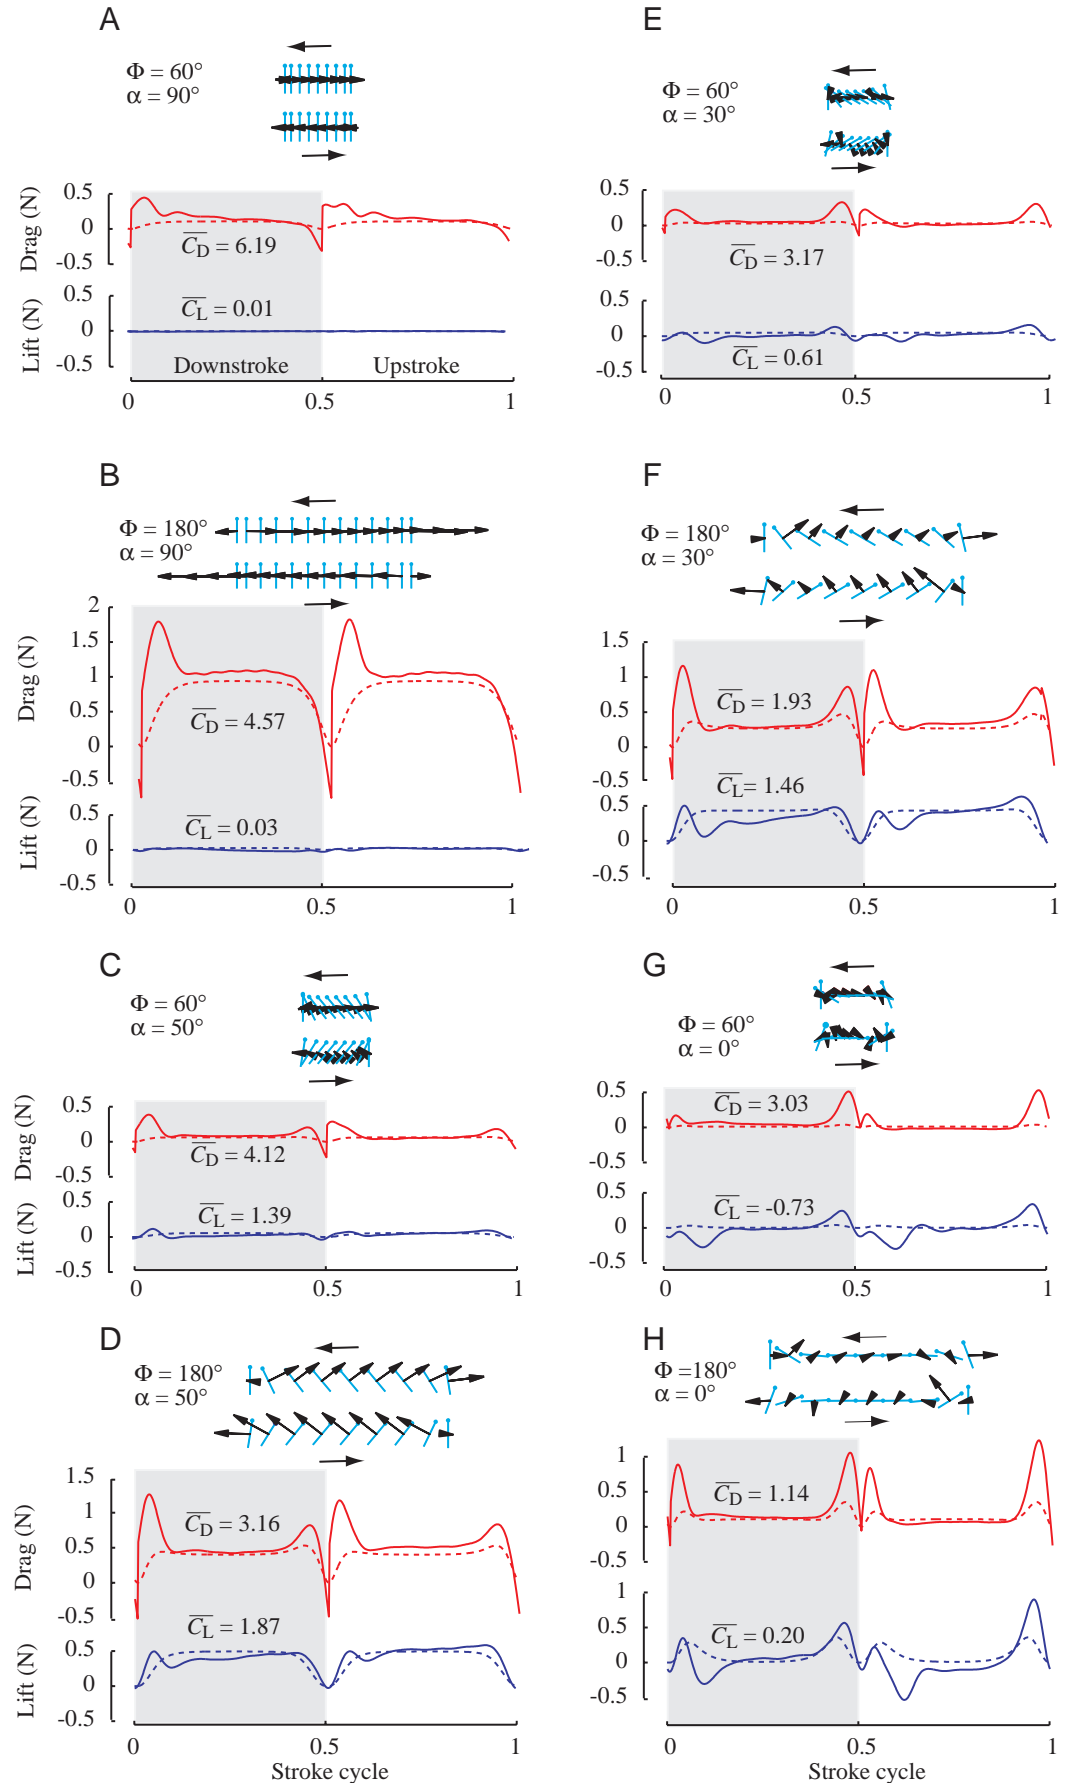 A
Φ = 60°
α = 90°
Drag (N)
0.5
0
-0.5
C̅D = 6.19
Lift (N)
0.5
0
-0.5
C̅L = 0.01
Downstroke
Upstroke
0
0.5
1
B
Φ = 180°
α = 90°
Drag (N)
2
1.5
1
0.5
0
-0.5
C̅D = 4.57
Lift (N)
0.5
0
-0.5
C̅L = 0.03
0
0.5
1
C
Φ = 60°
α = 50°
Drag (N)
0.5
0
-0.5
C̅D = 4.12
Lift (N)
0.5
0
-0.5
C̅L = 1.39
0
0.5
1
D
Φ = 180°
α = 50°
Drag (N)
1.5
1
0.5
0
-0.5
C̅D = 3.16
Lift (N)
0.5
0
-0.5
C̅L = 1.87
0
0.5
1
Stroke cycle
E
Φ = 60°
α = 30°
0.5
0
-0.5
C̅D = 3.17
0.5
0
-0.5
C̅L = 0.61
0
0.5
1
F
Φ = 180°
α = 30°
1.5
1
0.5
0
-0.5
C̅D = 1.93
0.5
0
-0.5
C̅L= 1.46
0
0.5
1
G
Φ = 60°
α = 0°
0.5
0
-0.5
C̅D = 3.03
0.5
0
-0.5
C̅L = -0.73
0
0.5
1
H
Φ =180°
α = 0°
1
0.5
0
-0.5
C̅D = 1.14
1
0.5
0
-0.5
C̅L = 0.20
0
0.5
1
Stroke cycle